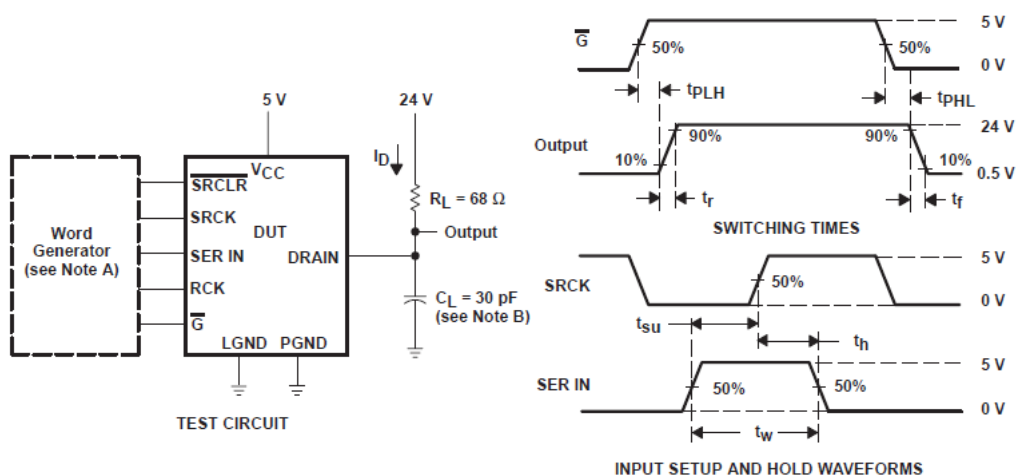 5 V
24 V
Word
Generator
(see Note A)
SRCLR
SRCK
SER IN
RCK
G
VCC
DUT
DRAIN
LGND
PGND
ID
RL = 68 Ω
Output
CL = 30 pF
(see Note B)
TEST CIRCUIT
G
50%
50%
5 V
0 V
tPLH
tPHL
Output
10%
90%
90%
10%
24 V
0.5 V
tr
tf
SWITCHING TIMES
SRCK
50%
5 V
0 V
tsu
th
SER IN
50%
50%
5 V
0 V
tw
INPUT SETUP AND HOLD WAVEFORMS